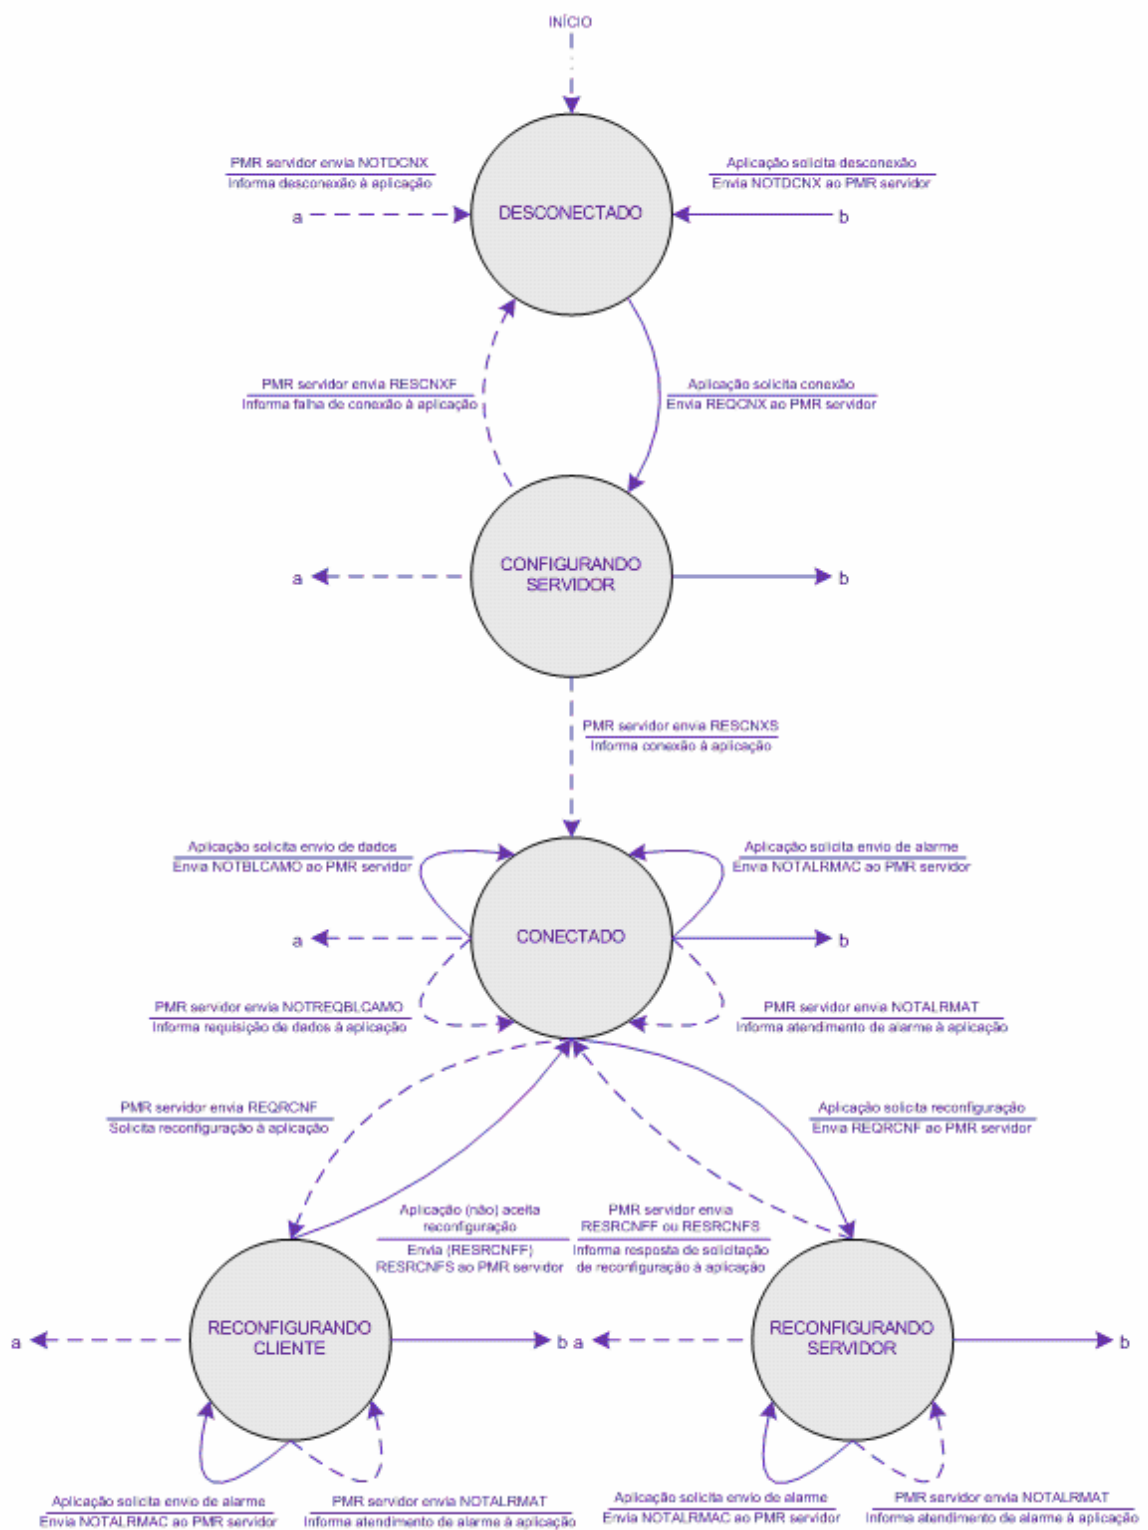 INÍCIO
PMR servidor envia NOTDCNX
Informa desconexão à aplicação
Aplicação solicita desconexão
Envia NOTDCNX ao PMR servidor
a
DESCONECTADO
b
PMR servidor envia RESCNXF
Informa falha de conexão à aplicação
Aplicação solicita conexão
Envia REQCNX ao PMR servidor
a
CONFIGURANDO
SERVIDOR
b
PMR servidor envia RESCNXS
Informa conexão à aplicação
Aplicação solicita envio de dados
Envia NOTBLCAMO ao PMR servidor
Aplicação solicita envio de alarme
Envia NOTALRMAC ao PMR servidor
a
CONECTADO
b
PMR servidor envia NOTREQBLCAMO
Informa requisição de dados à aplicação
PMR servidor envia NOTALRMAT
Informa atendimento de alarme à aplicação
PMR servidor envia REQRCNF
Solicita reconfiguração à aplicação
Aplicação solicita reconfiguração
Envia REQRCNF ao PMR servidor
Aplicação (não) aceita
reconfiguração
Envia (RESRCNFF)
RESRCNFS ao PMR servidor
PMR servidor envia
RESRCNFF ou RESRCNFS
Informa resposta de solicitação
de reconfiguração à aplicação
a
RECONFIGURANDO
CLIENTE
b
a
RECONFIGURANDO
SERVIDOR
b
Aplicação solicita envio de alarme
Envia NOTALRMAC ao PMR servidor
PMR servidor envia NOTALRMAT
Informa atendimento de alarme à aplicação
Aplicação solicita envio de alarme
Envia NOTALRMAC ao PMR servidor
PMR servidor envia NOTALRMAT
Informa atendimento de alarme à aplicação